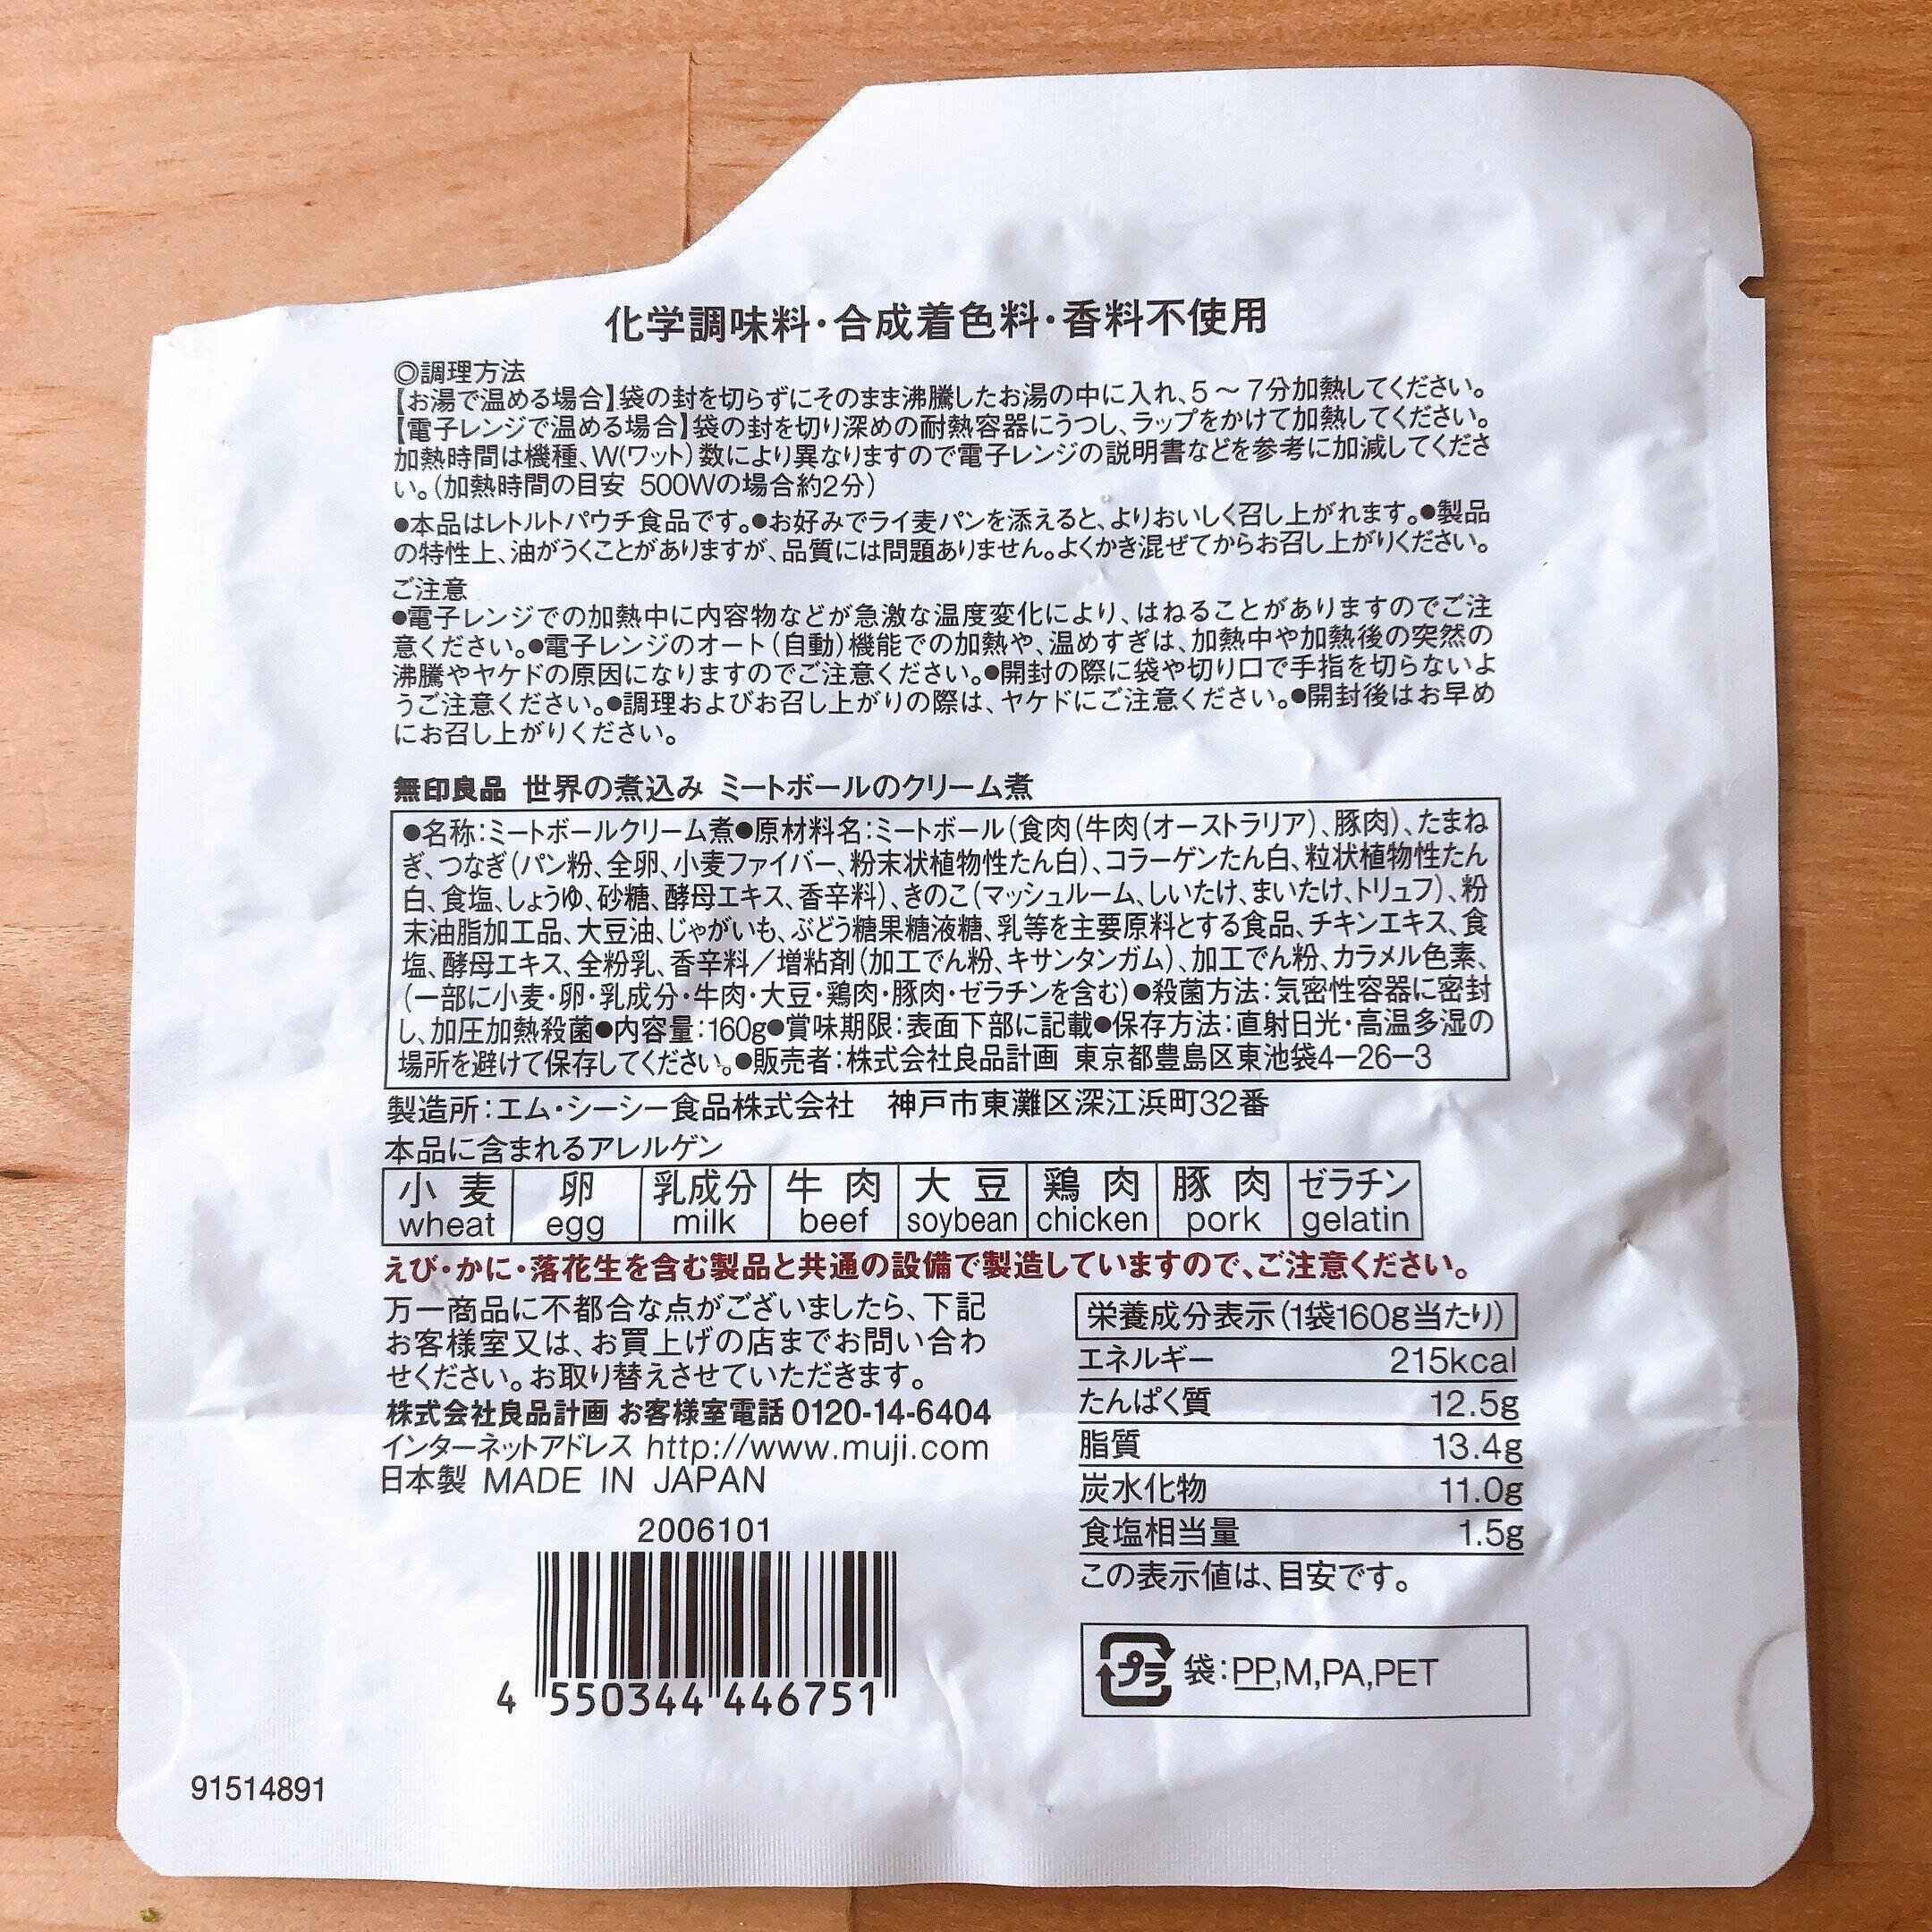 化学調味料・合成着色料・香料不使用
◎調理方法
【お湯で温める場合】袋の封を切らずにそのまま沸騰したお湯の中に入れ、5～7分加熱してください。
【電子レンジで温める場合】袋の封を切り深めの耐熱容器にうつし、ラップをかけて加熱してください。
加熱時間は機種、W(ワット)数により異なりますので電子レンジの説明書などを参考に加減してくださ
い。(加熱時間の目安 500Wの場合約2分)
●本品はレトルトパウチ食品です。●お好みでライ麦パンを添えると、よりおいしく召し上がれます。●製品
の特性上、油がうくことがありますが、品質には問題ありません。よくかき混ぜてからお召し上がりください。
ご注意
●電子レンジでの加熱中に内容物などが急激な温度変化により、はねることがありますのでご注
意ください。●電子レンジのオート(自動)機能での加熱や、温めすぎは、加熱中や加熱後の突然の
沸騰やヤケドの原因になりますのでご注意ください。●開封の際に袋や切り口で手指を切らないよ
うご注意ください。●調理およびお召し上がりの際は、ヤケドにご注意ください。●開封後はお早め
にお召し上がりください。
無印良品 世界の煮込み ミートボールのクリーム煮
●名称:ミートボールクリーム煮●原材料名:ミートボール(食肉(牛肉(オーストラリア)、豚肉)、たまね
ぎ、つなぎ(パン粉、全卵、小麦ファイバー、粉末状植物性たん白)、コラーゲンたん白、粒状植物性たん
白、食塩、しょうゆ、砂糖、酵母エキス、香辛料)、きのこ(マッシュルーム、しいたけ、まいたけ、トリュフ)、粉
末油脂加工品、大豆油、じゃがいも、ぶどう糖果糖液糖、乳等を主要原料とする食品、チキンエキス、食
塩、酵母エキス、全粉乳、香辛料/増粘剤(加工でん粉、キサンタンガム)、加工でん粉、カラメル色素、
(一部に小麦・卵・乳成分・牛肉・大豆・鶏肉・豚肉・ゼラチンを含む)●殺菌方法:気密性容器に密封
し、加圧加熱殺菌●内容量:160g●賞味期限:表面下部に記載●保存方法:直射日光・高温多湿の
場所を避けて保存してください。●販売者:株式会社良品計画 東京都豊島区東池袋4-26-3
製造所:エム・シーシー食品株式会社 神戸市東灘区深江浜町32番
本品に含まれるアレルゲン
小麦 卵 乳成分 牛肉 大豆 鶏肉 豚肉 ゼラチン
wheat egg milk beef soybean chicken pork gelatin
えび・かに・落花生を含む製品と共通の設備で製造していますので、ご注意ください。
万一商品に不都合な点がございましたら、下記
お客様室又は、お買上げの店までお問い合わ
せください。お取り替えさせていただきます。
株式会社良品計画 お客様室電話 0120-14-6404
インターネットアドレス http://www.muji.com
日本製 MADE IN JAPAN
栄養成分表示(1袋160g当たり)
エネルギー 215kcal
たんぱく質 12.5g
脂質 13.4g
炭水化物 11.0g
食塩相当量 1.5g
この表示値は、目安です。
2006101
4 550344 446751
プラ 袋:PP,M,PA,PET
91514891